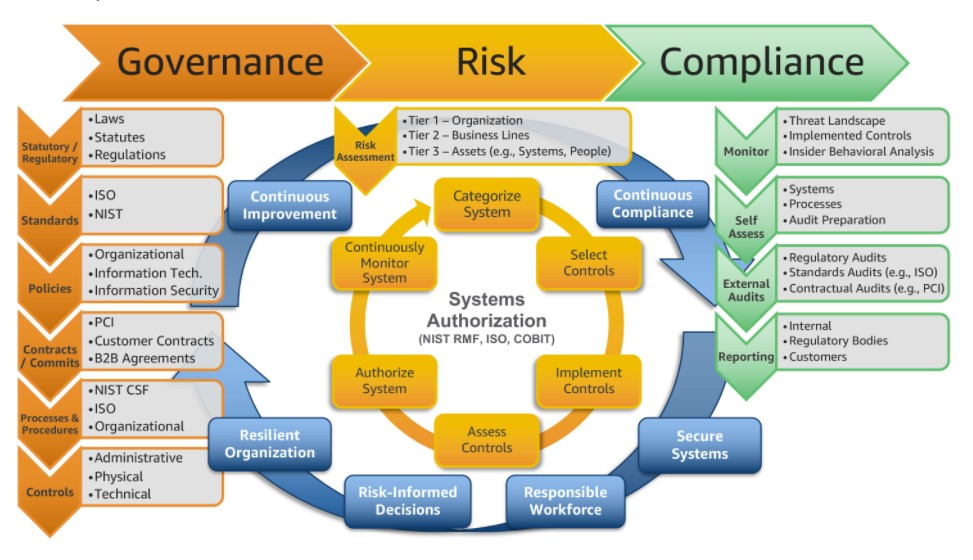 Governance
Risk
Compliance
Statutory /
Regulatory
•Laws
•Statutes
•Regulations
Standards
•ISO
•NIST
Policies
•Organizational
•Information Tech.
•Information Security
Contracts
/ Commits
•PCI
•Customer Contracts
•B2B Agreements
Processes &
Procedures
•NIST CSF
•ISO
•Organizational
Controls
•Administrative
•Physical
•Technical
Risk
Assessment
•Tier 1 – Organization
•Tier 2 – Business Lines
•Tier 3 – Assets (e.g., Systems, People)
Continuous
Improvement
Continuous
Compliance
Categorize
System
Select
Controls
Implement
Controls
Assess
Controls
Authorize
System
Continuously
Monitor
System
Systems
Authorization
(NIST RMF, ISO, COBIT)
Resilient
Organization
Risk-Informed
Decisions
Responsible
Workforce
Secure
Systems
Monitor
•Threat Landscape
•Implemented Controls
•Insider Behavioral Analysis
Self
Assess
•Systems
•Processes
•Audit Preparation
External
Audits
•Regulatory Audits
•Standards Audits (e.g., ISO)
•Contractual Audits (e.g., PCI)
Reporting
•Internal
•Regulatory Bodies
•Customers